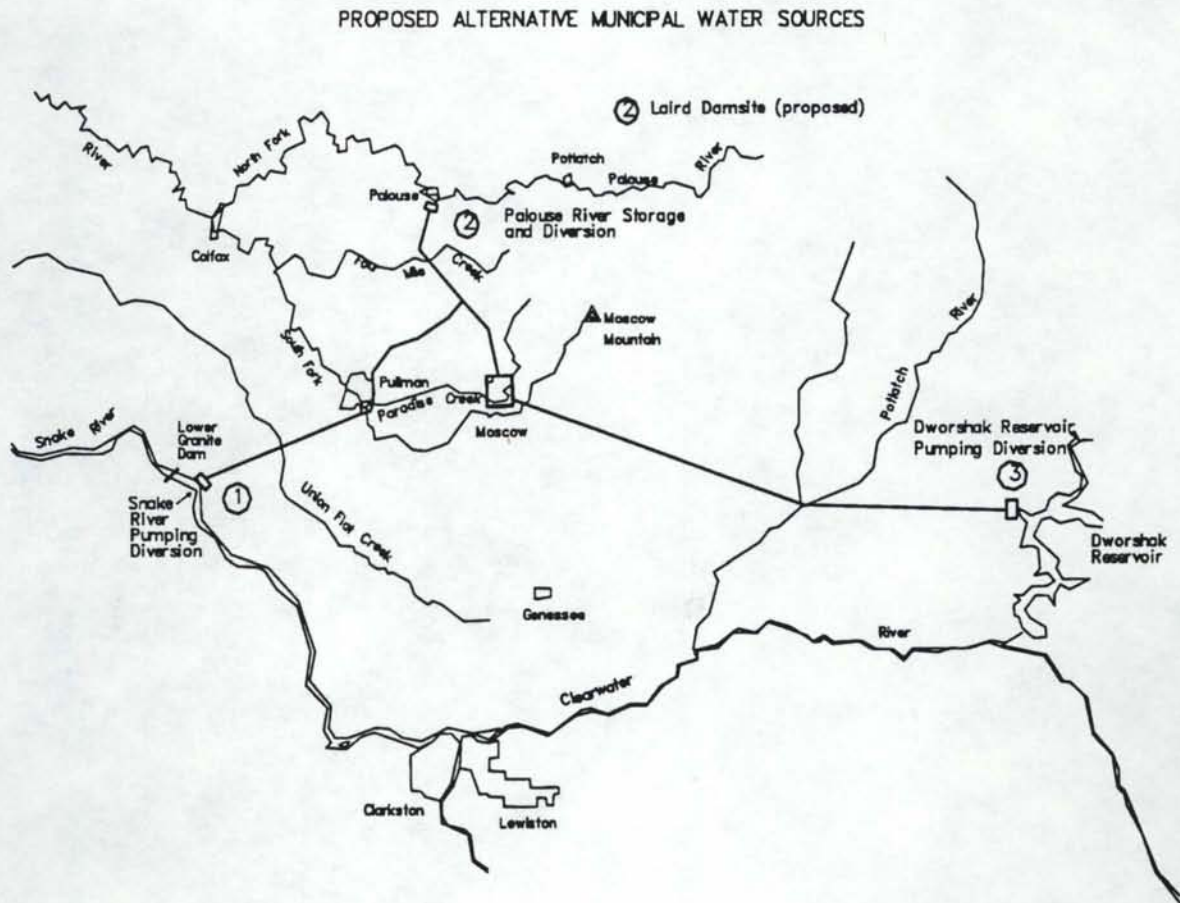 PROPOSED ALTERNATIVE MUNICIPAL WATER SOURCES
2 Laird Damsite (proposed)
River
North Fork
Potlatch
Palouse
River
Palouse
2 Palouse River Storage
and Diversion
Colfax
Four Mile Creek
Moscow
Mountain
South Fork
Pullman
Paradise Creek
Moscow
River
Potlatch
Snake River
Lower
Granite
Dam
Dworshak Reservoir
Pumping Diversion
3
1
Snake
River
Pumping
Diversion
Union Flat Creek
Dworshak
Reservoir
Genessee
River
Clearwater
Clarkston
Lewiston